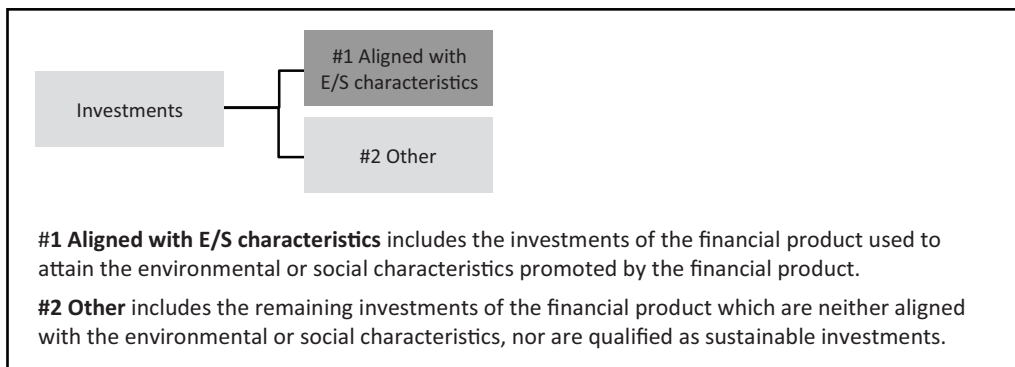 #1 Aligned with
E/S characteristics
Investments
#2 Other
#1 Aligned with E/S characteristics includes the investments of the financial product used to
attain the environmental or social characteristics promoted by the financial product.
#2 Other includes the remaining investments of the financial product which are neither aligned
with the environmental or social characteristics, nor are qualified as sustainable investments.